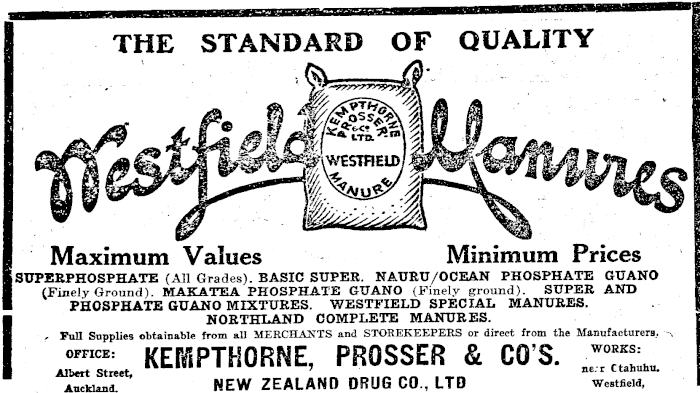 THE STANDARD OF QUALITY
Westfield Manures
KEMPTHORNE
PROSSER
& Co
LTD.
WESTFIELD
MANURE
Maximum Values Minimum Prices
SUPERPHOSPHATE (All Grades). BASIC SUPER. NAURU/OCEAN PHOSPHATE GUANO
(Finely Ground). MAKATEA PHOSPHATE GUANO (Finely ground). SUPER AND
PHOSPHATE GUANO MIXTURES. WESTFIELD SPECIAL MANURES.
NORTHLAND COMPLETE MANURES.
Full Supplies obtainable from all MERCHANTS and STOREKEEPERS or direct from the Manufacturers,
OFFICE: KEMPTHORNE, PROSSER & CO'S. WORKS:
Albert Street, near Otahuhu.
Auckland. NEW ZEALAND DRUG CO., LTD Westfield,